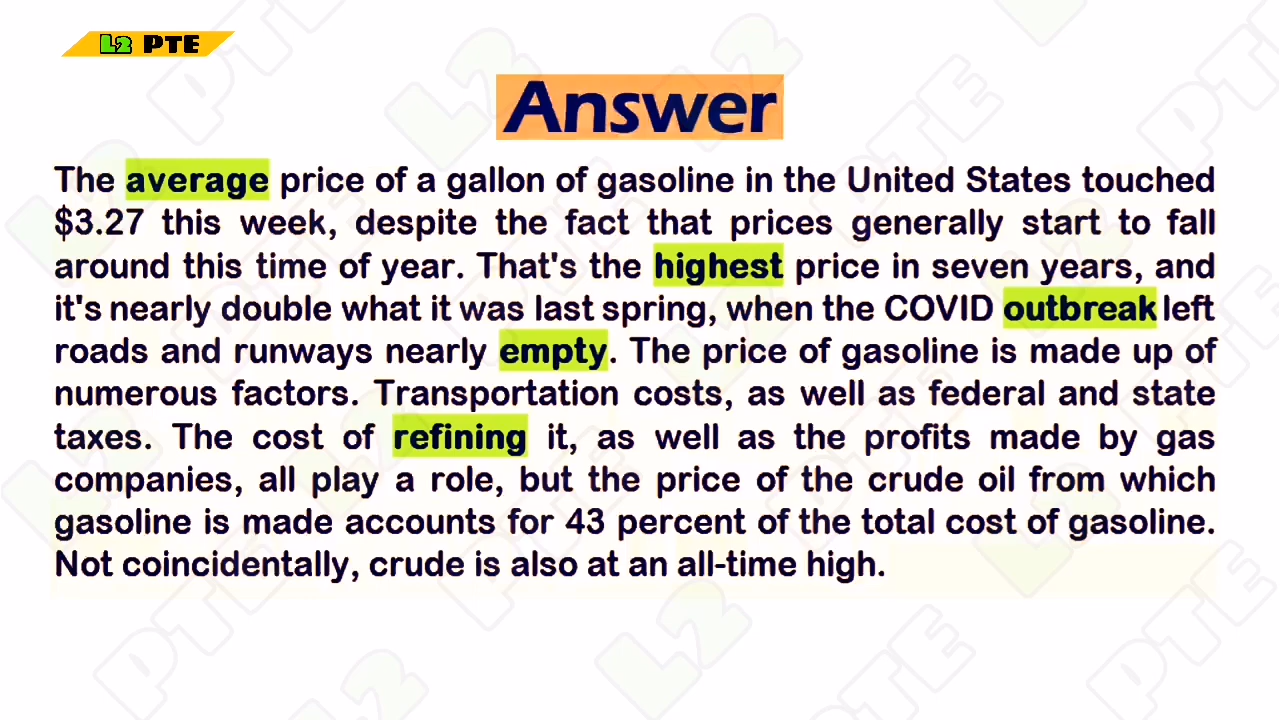 L2 PTE
Answer
The average price of a gallon of gasoline in the United States touched
$3.27 this week, despite the fact that prices generally start to fall
around this time of year. That's the highest price in seven years, and
it's nearly double what it was last spring, when the COVID outbreak left
roads and runways nearly empty. The price of gasoline is made up of
numerous factors. Transportation costs, as well as federal and state
taxes. The cost of refining it, as well as the profits made by gas
companies, all play a role, but the price of the crude oil from which
gasoline is made accounts for 43 percent of the total cost of gasoline.
Not coincidentally, crude is also at an all-time high.